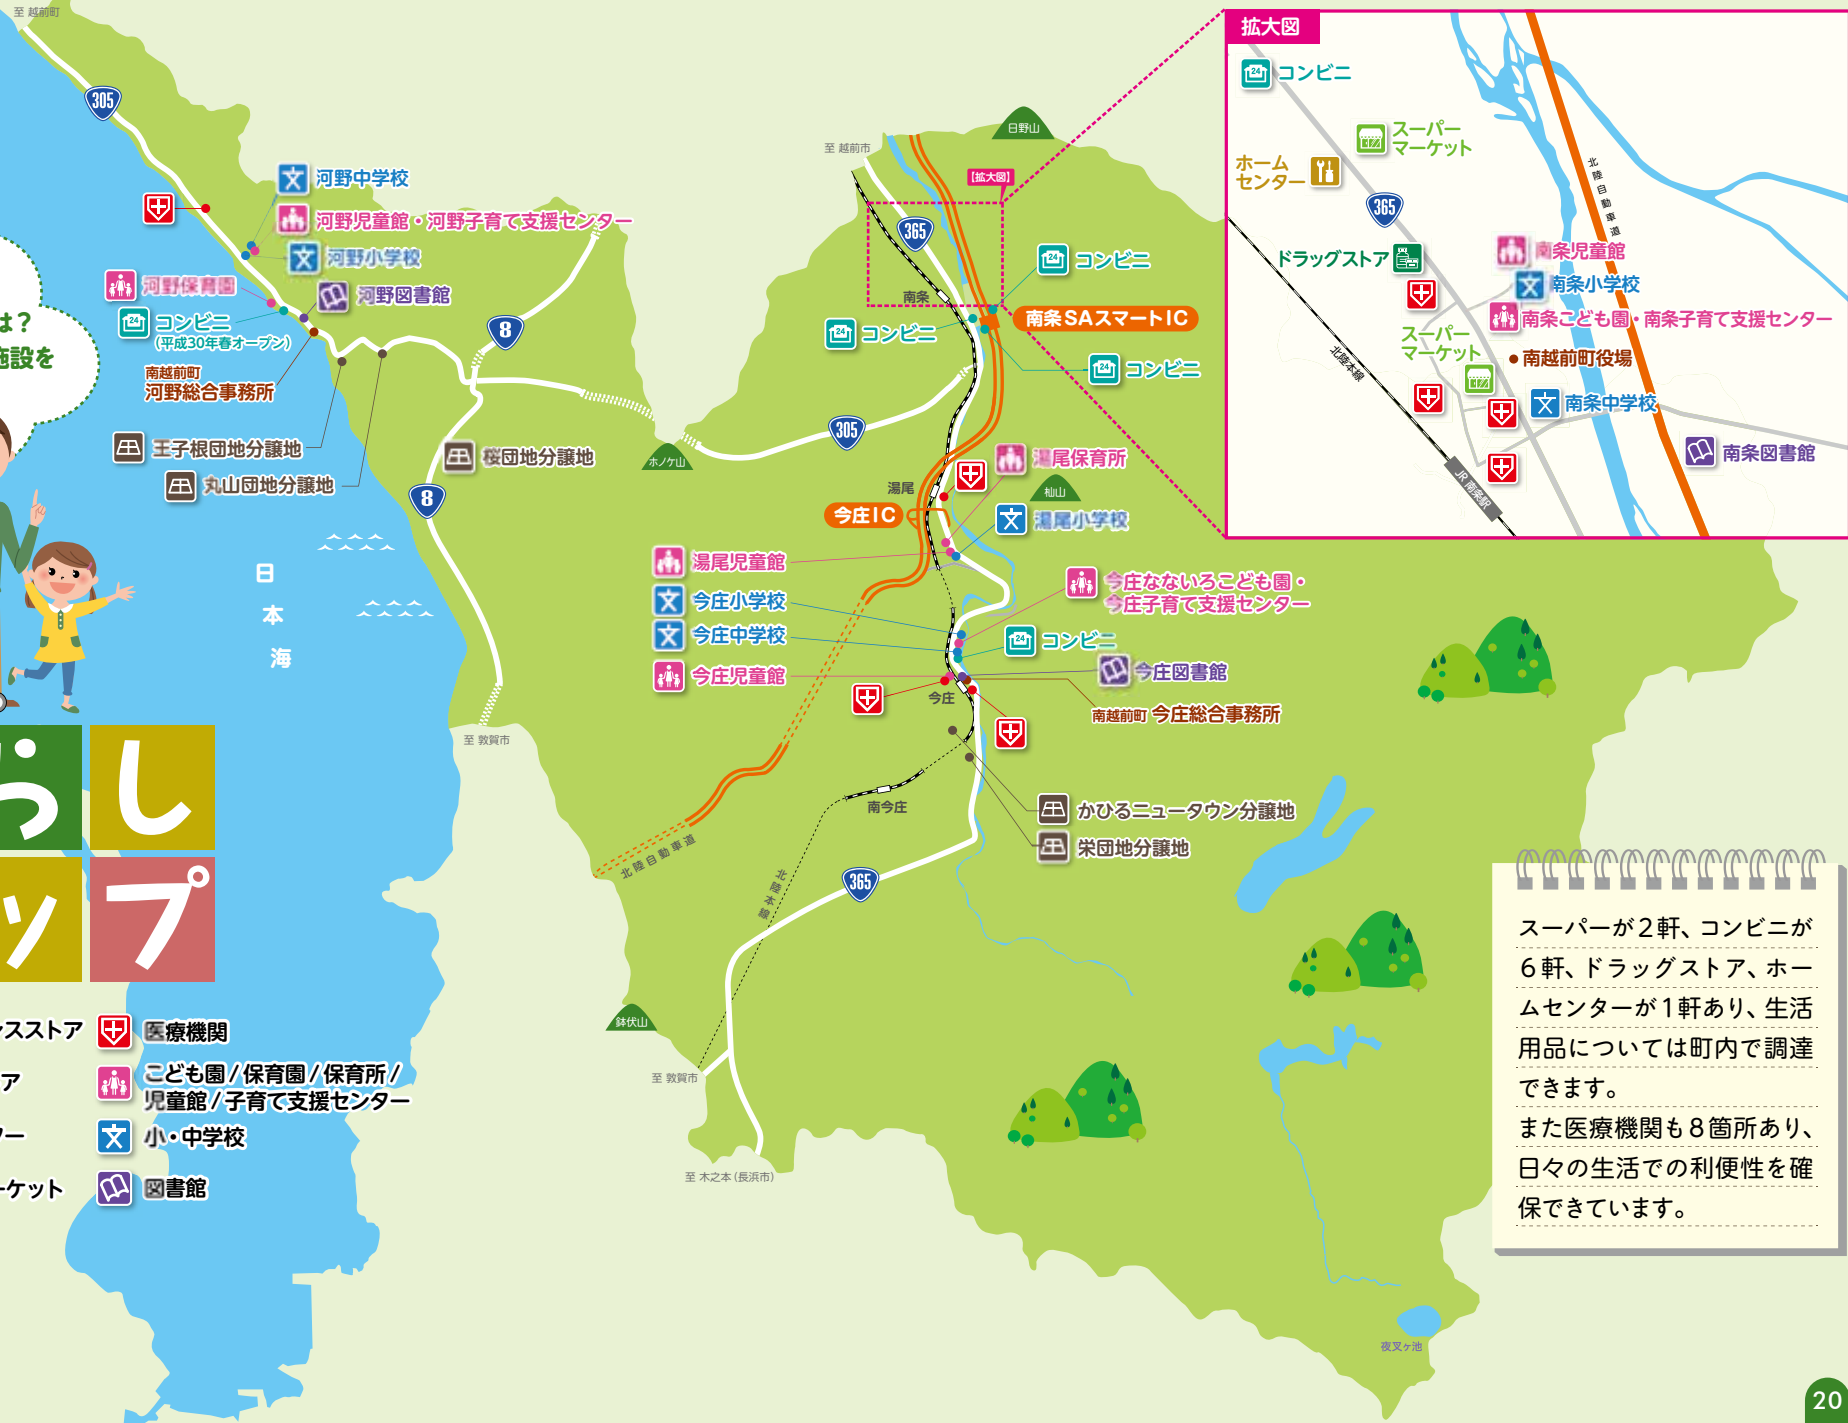 至 越前町
305
河野中学校
河野児童館・河野子育て支援センター
河野小学校
河野保育園
河野図書館
コンビニ
(平成30年春オープン)
南越前町
河野総合事務所
王子根団地分譲地
丸山団地分譲地
桜団地分譲地
8
8
は?
施設を
日本海
至 敦賀市
らし
ップ
ンスストア
医療機関
ア
こども園/保育園/保育所/
児童館/子育て支援センター
ター
小・中学校
ーケット
図書館
至 越前市
日野山
【拡大図】
365
南条
コンビニ
コンビニ
南条SAスマートIC
コンビニ
305
ホノケ山
湯尾保育所
湯尾
杣山
今庄IC
湯尾小学校
湯尾児童館
今庄小学校
今庄中学校
今庄児童館
今庄なないろこども園・
今庄子育て支援センター
コンビニ
今庄図書館
今庄
南越前町 今庄総合事務所
南今庄
かひるニュータウン分譲地
栄団地分譲地
北陸自動車道
北陸本線
365
鉢伏山
至 敦賀市
至 木之本(長浜市)
夜叉ヶ池
拡大図
コンビニ
スーパー
マーケット
ホーム
センター
365
北陸自動車道
ドラッグストア
南条児童館
南条小学校
南条こども園・南条子育て支援センター
スーパー
マーケット
南越前町役場
北陸本線
南条中学校
南条図書館
JR 南条駅
スーパーが2軒、コンビニが
6軒、ドラッグストア、ホー
ムセンターが1軒あり、生活
用品については町内で調達
できます。
また医療機関も8箇所あり、
日々の生活での利便性を確
保できています。
20